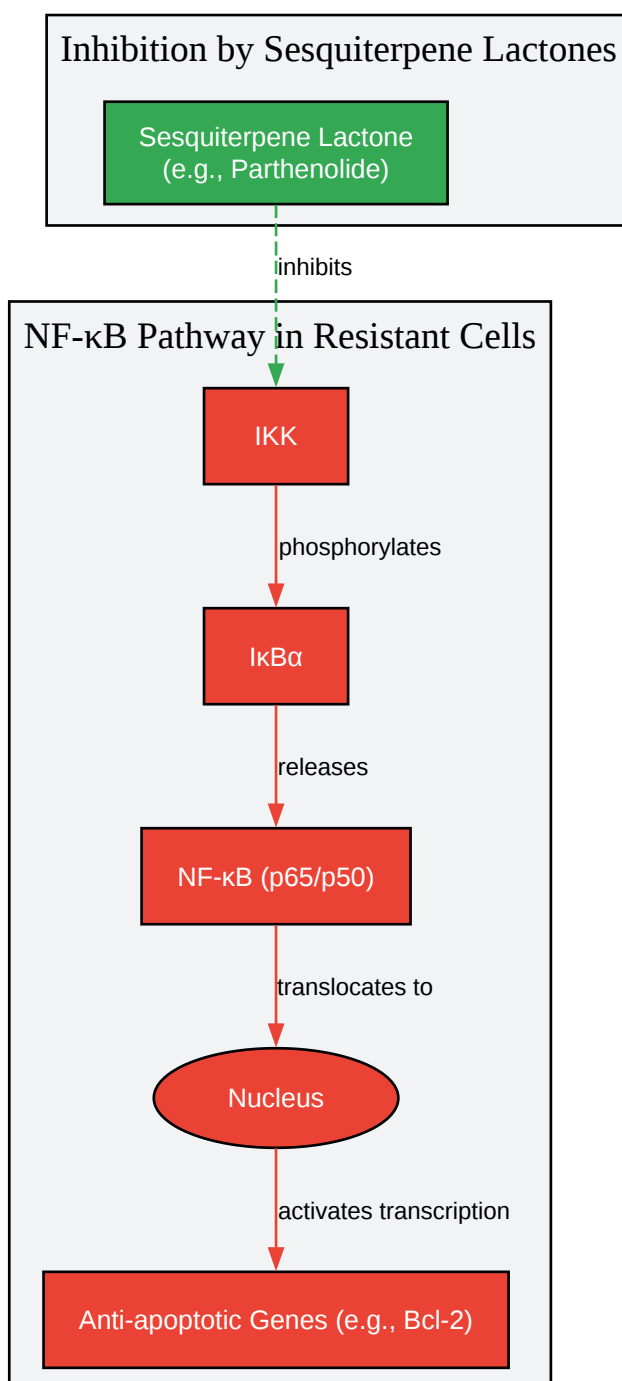 Inhibition by Sesquiterpene Lactones
Sesquiterpene Lactone
(e.g., Parthenolide)
inhibits
NF-κB Pathway in Resistant Cells
IKK
phosphorylates
IκBα
releases
NF-κB (p65/p50)
translocates to
Nucleus
activates transcription
Anti-apoptotic Genes (e.g., Bcl-2)